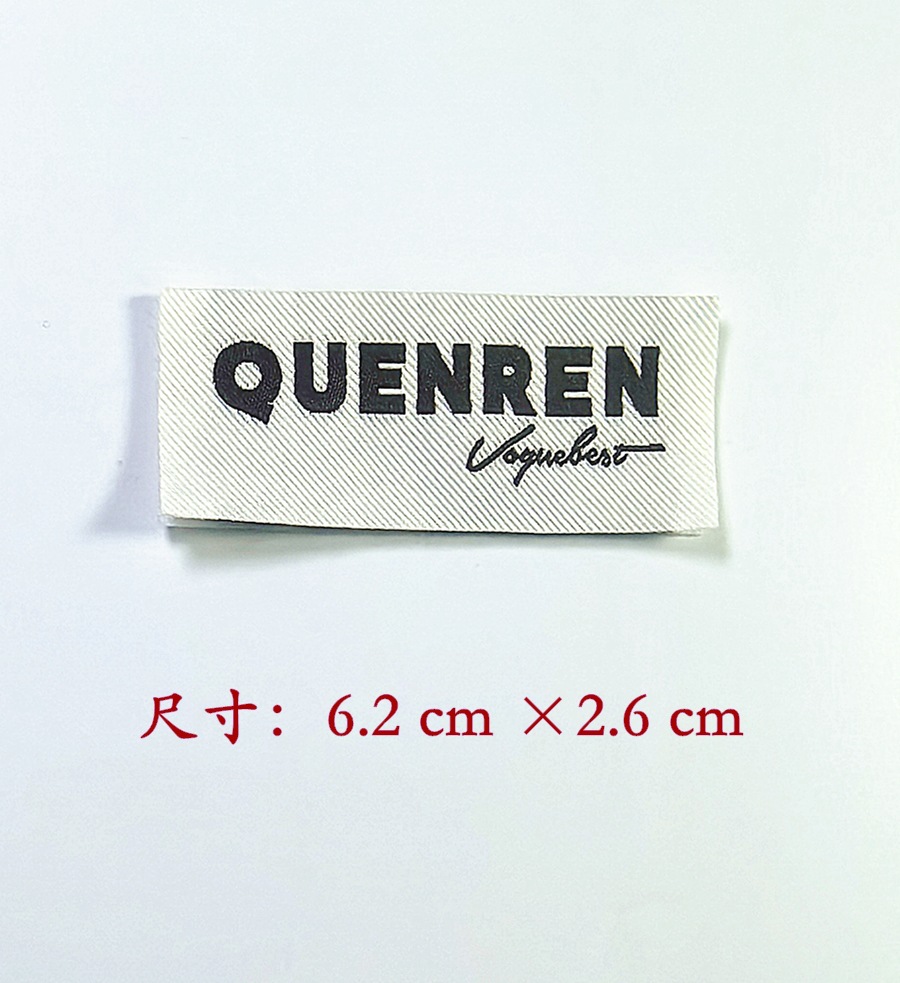 QUENREN
Voguebest
尺寸：6.2 cm ×2.6 cm